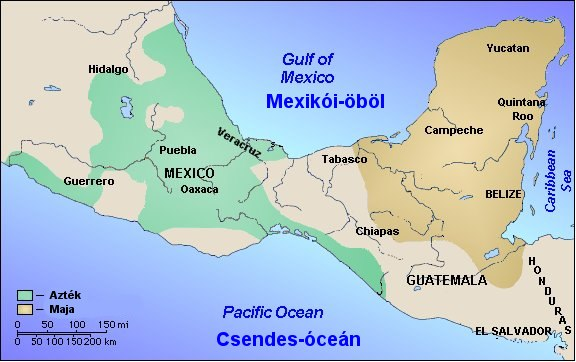 Yucatan
Gulf of
Mexico
Mexikói-öböl
Hidalgo
Quintana
Roo
Campeche
Veracruz
Puebla
Tabasco
MEXICO
Caribbean
Sea
Guerrero
Oaxaca
BELIZE
Chiapas
GUATEMALA
HONDURAS
Azték
Maja
Pacific Ocean
0 50 100 150 mi
0 50 100 150 200 km
EL SALVADOR
Csendes-óceán